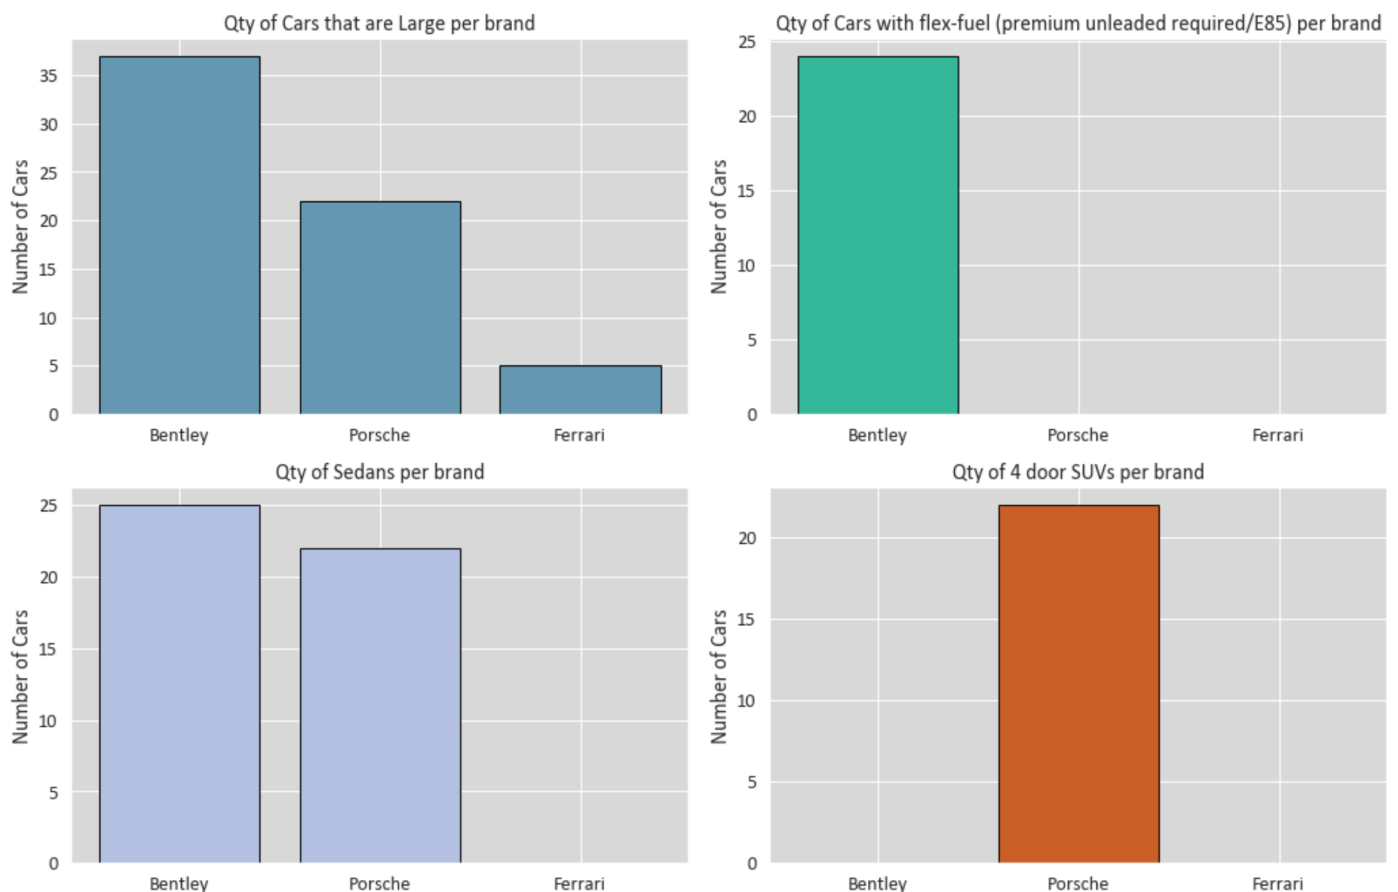 Qty of Cars that are Large per brand
Number of Cars
35
30
25
20
15
10
5
0
Bentley Porsche Ferrari
Qty of Cars with flex-fuel (premium unleaded required/E85) per brand
Number of Cars
25
20
15
10
5
0
Bentley Porsche Ferrari
Qty of Sedans per brand
Number of Cars
25
20
15
10
5
0
Bentley Porsche Ferrari
Qty of 4 door SUVs per brand
Number of Cars
20
15
10
5
0
Bentley Porsche Ferrari